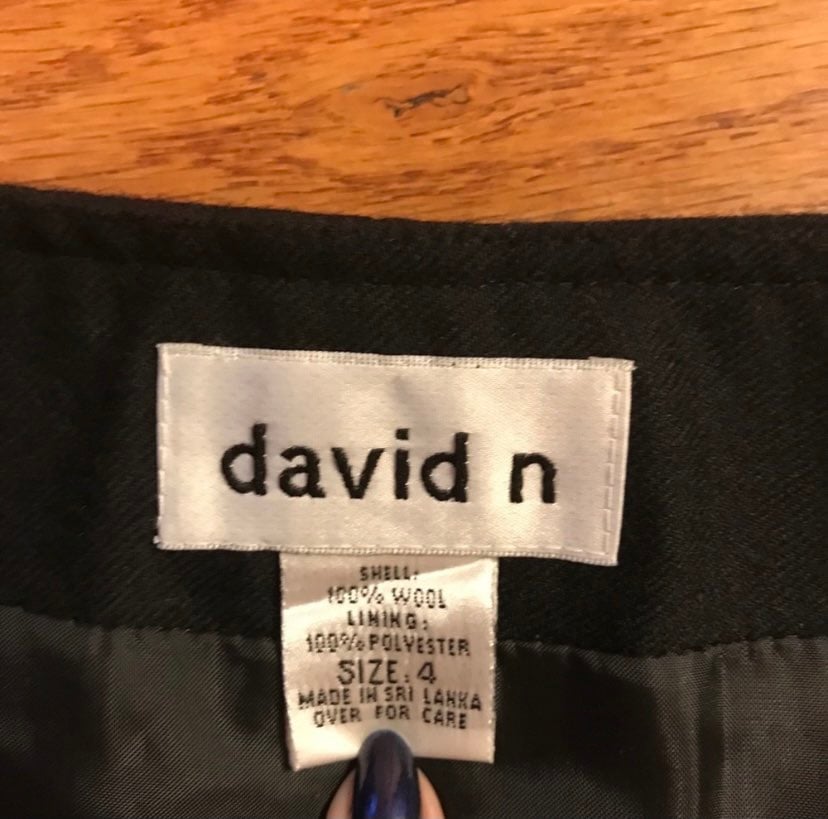 david n
SHELL:
100% WOOL
LINING:
100% POLYESTER
SIZE: 4
MADE IN SRI LANKA
OVER FOR CARE